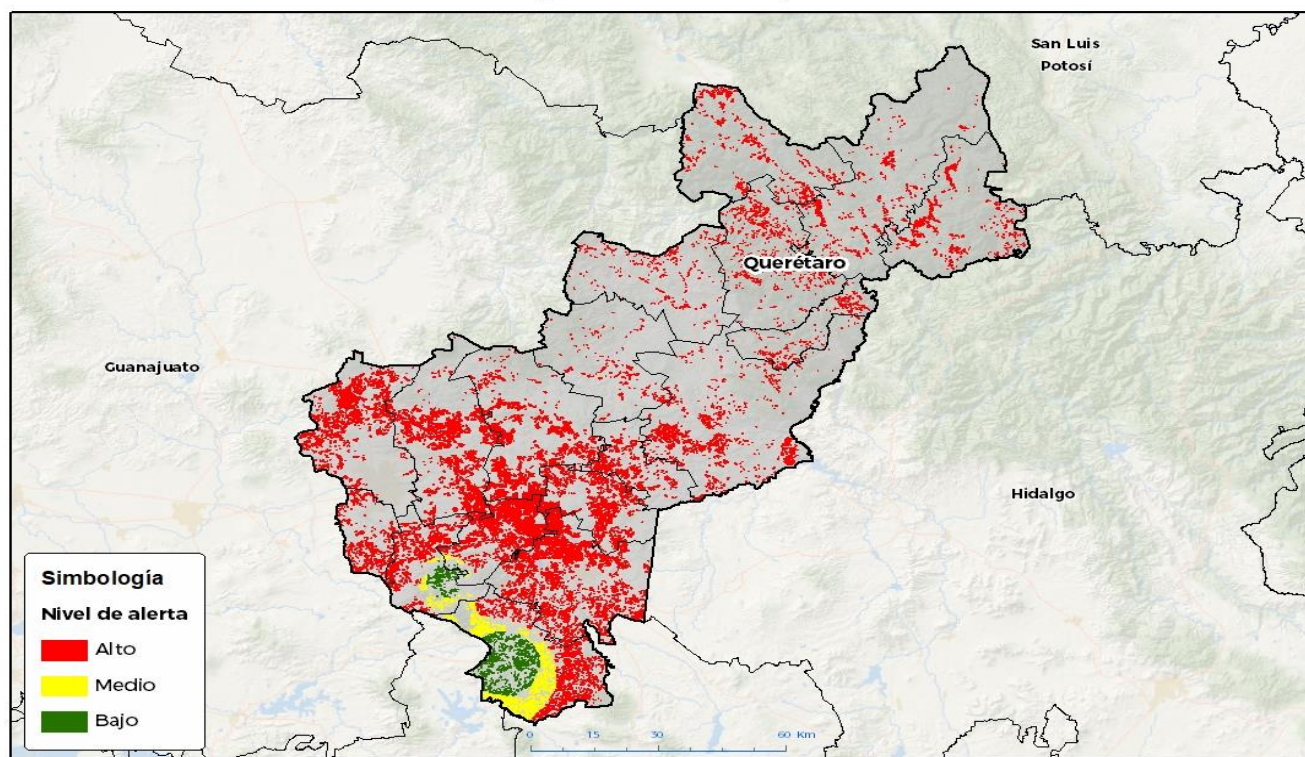 San Luis
Potosí
Querétaro
Guanajuato
Hidalgo
Simbología
Nivel de alerta
Alto
Medio
Bajo
0 15 30 60 Km